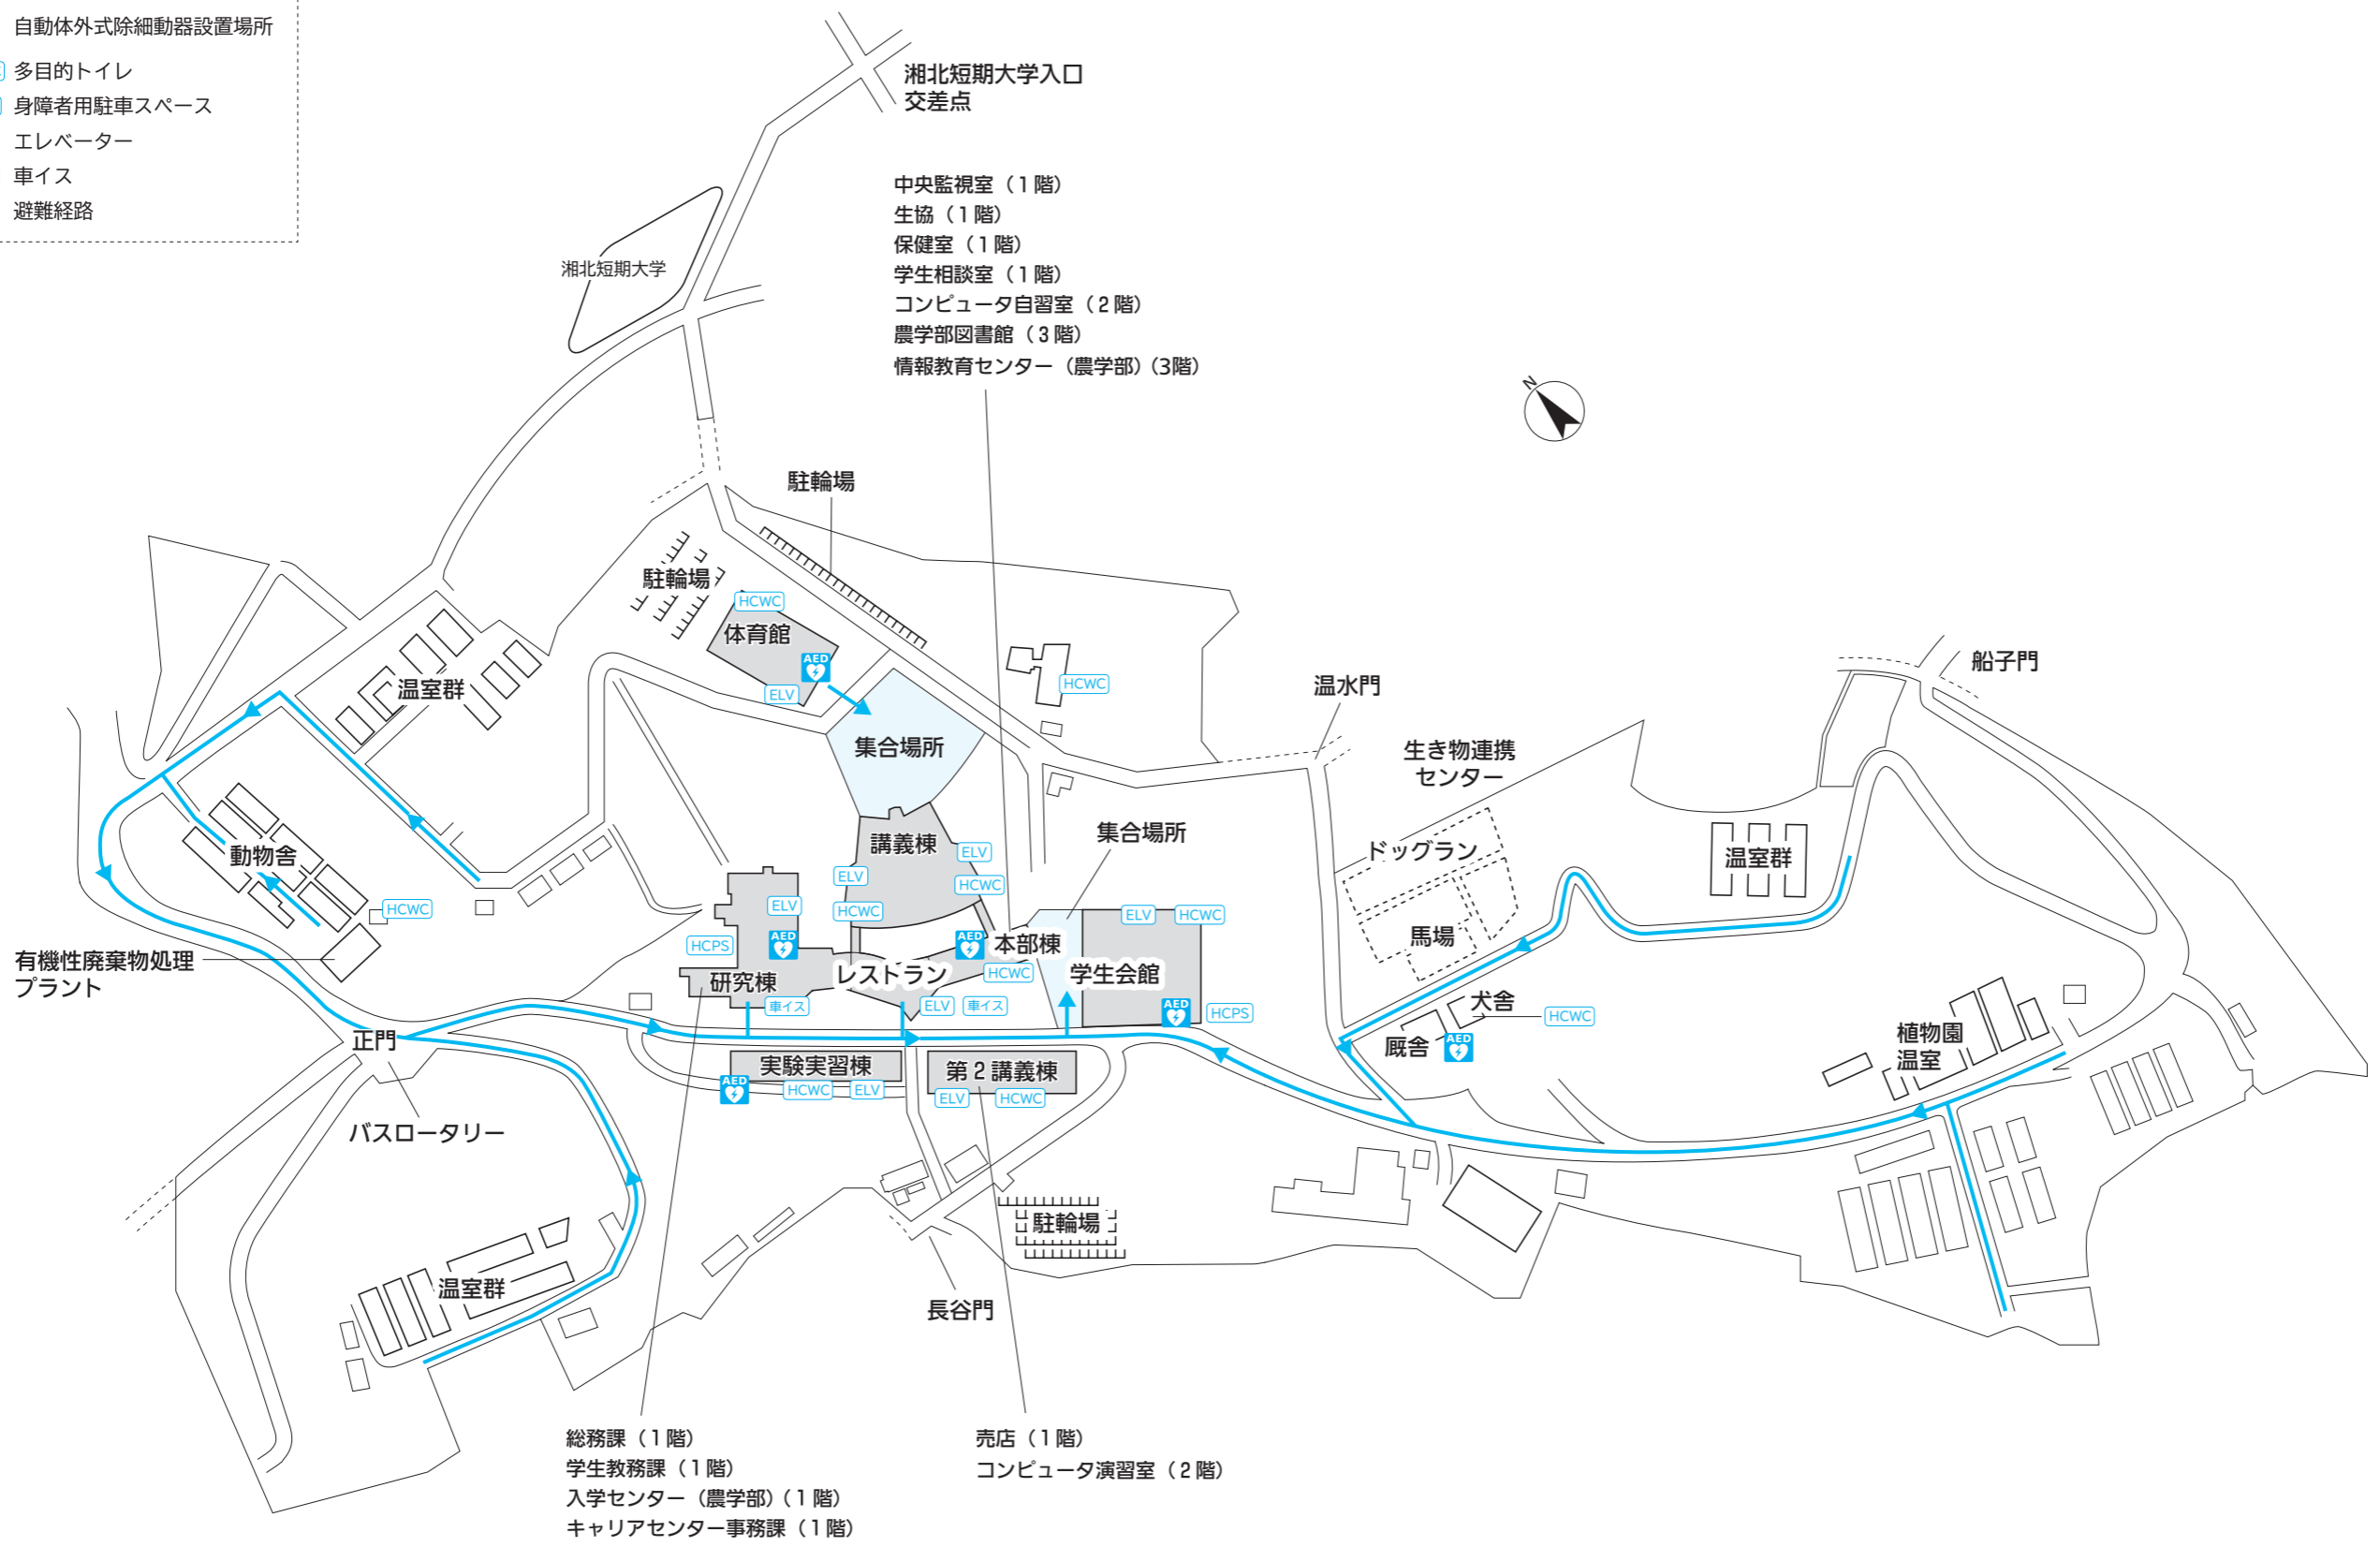 自動体外式除細動器設置場所
多目的トイレ
身障者用駐車スペース
エレベーター
車イス
避難経路
湘北短期大学入口
交差点
湘北短期大学
中央監視室（1階）
生協（1階）
保健室（1階）
学生相談室（1階）
コンピュータ自習室（2階）
農学部図書館（3階）
情報教育センター（農学部）（3階）
N
駐輪場
駐輪場
HCWC
体育館
AED
ELV
温室群
集合場所
HCWC
温水門
船子門
生き物連携
センター
ドッグラン
馬場
温室群
集合場所
講義棟
ELV
ELV
HCWC
HCWC
動物舎
HCWC
有機性廃棄物処理
プラント
ELV
AED
HCPS
研究棟
車イス
レストラン
ELV
車イス
AED
本部棟
HCWC
ELV
HCWC
学生会館
AED
HCPS
犬舎
HCWC
厩舎
AED
植物園
温室
正門
バスロータリー
実験実習棟
AED
HCWC
ELV
第2講義棟
ELV
HCWC
駐輪場
長谷門
温室群
総務課（1階）
学生教務課（1階）
入学センター（農学部）（1階）
キャリアセンター事務課（1階）
売店（1階）
コンピュータ演習室（2階）